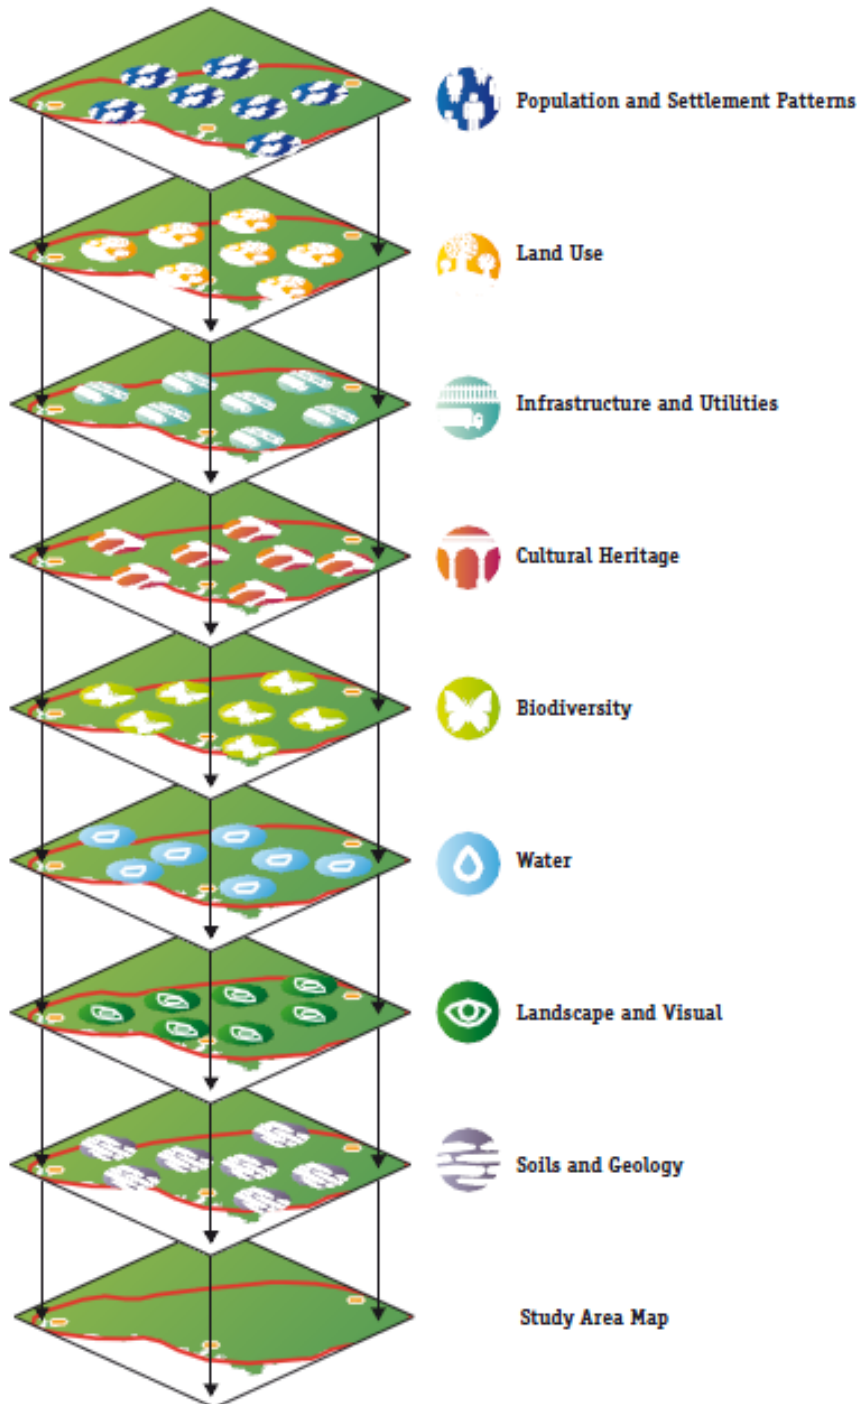 Population and Settlement Patterns
Land Use
Infrastructure and Utilities
Cultural Heritage
Biodiversity
Water
Landscape and Visual
Soils and Geology
Study Area Map